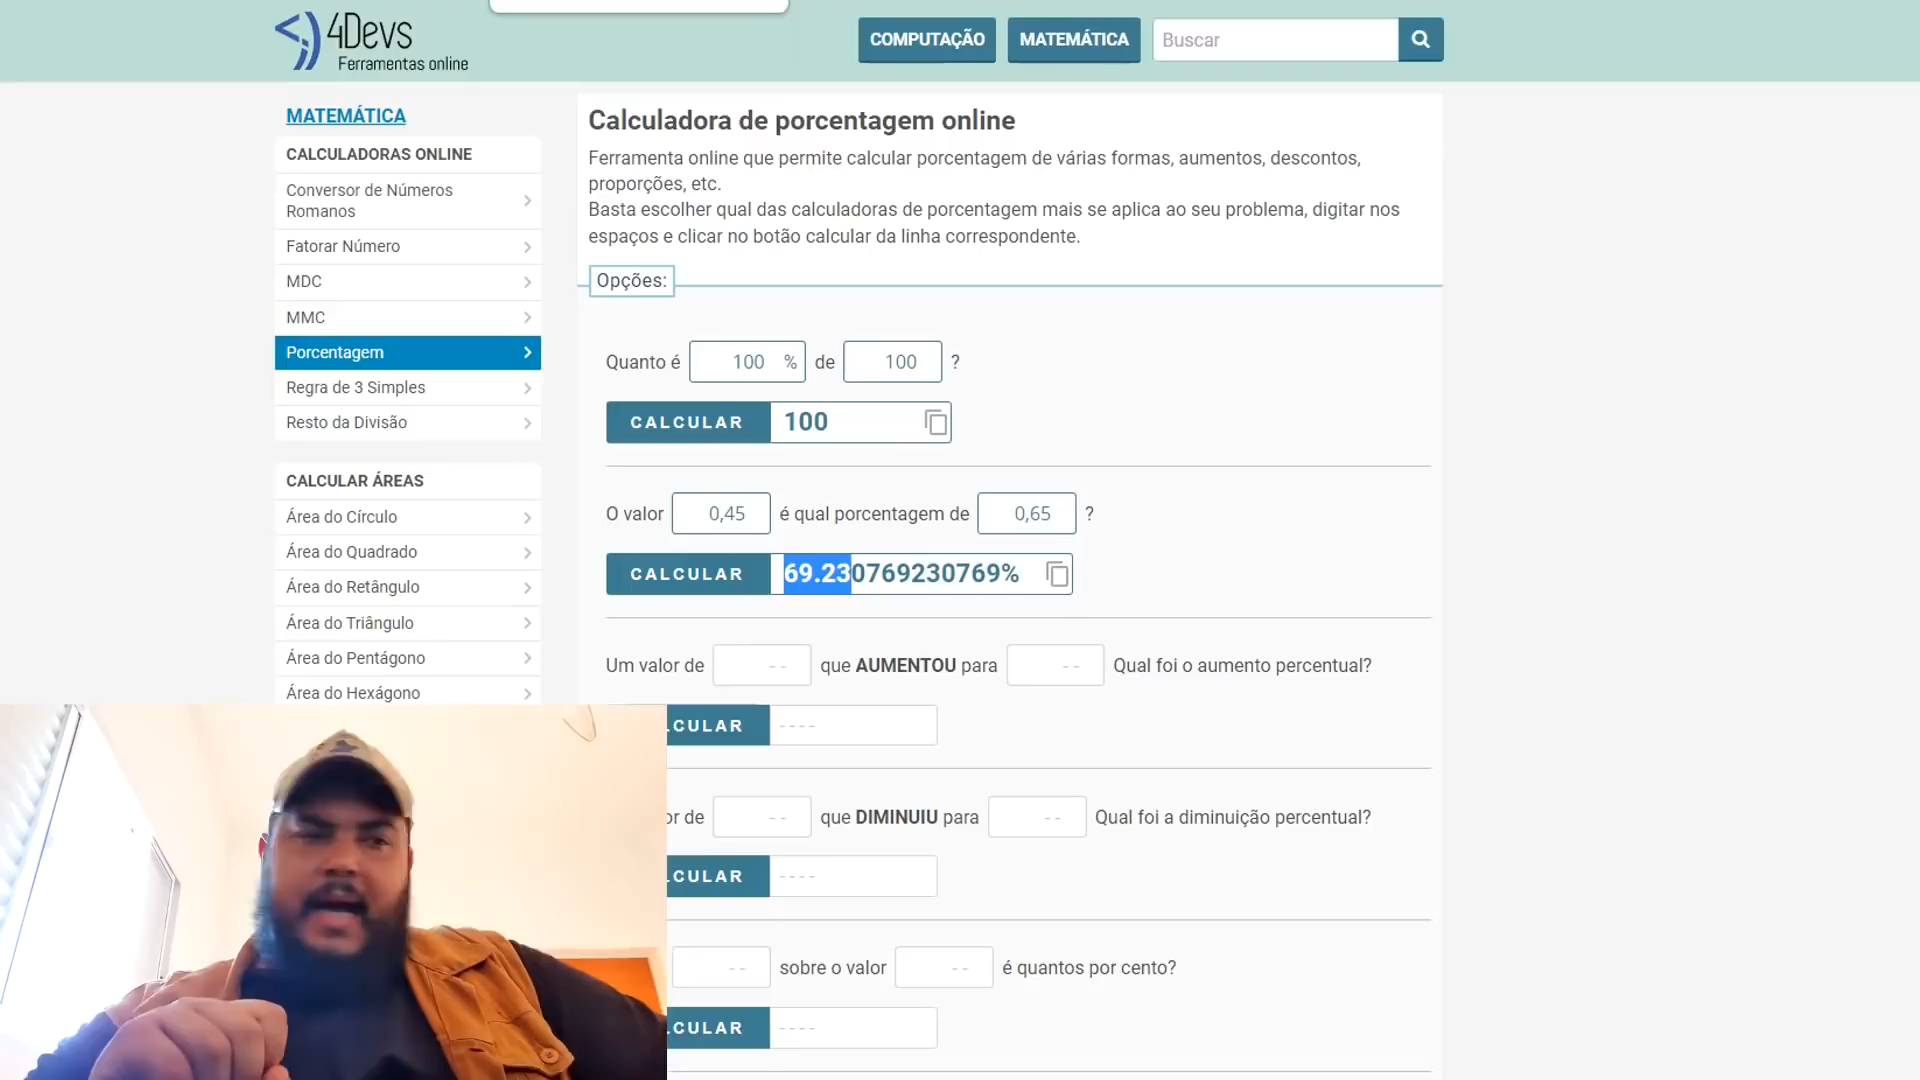 4Devs
Ferramentas online
COMPUTAÇÃO
MATEMÁTICA
Buscar
MATEMÁTICA
CALCULADORAS ONLINE
Conversor de Números
Romanos
Fatorar Número
MDC
MMC
Porcentagem
Regra de 3 Simples
Resto da Divisão
CALCULAR ÁREAS
Área do Círculo
Área do Quadrado
Área do Retângulo
Área do Triângulo
Área do Pentágono
Área do Hexágono
Calculadora de porcentagem online
Ferramenta online que permite calcular porcentagem de várias formas, aumentos, descontos,
proporções, etc.
Basta escolher qual das calculadoras de porcentagem mais se aplica ao seu problema, digitar nos
espaços e clicar no botão calcular da linha correspondente.
Opções:
Quanto é 100 % de 100 ?
CALCULAR 100
O valor 0,45 é qual porcentagem de 0,65 ?
CALCULAR 69.230769230769%
Um valor de -- que AUMENTOU para -- Qual foi o aumento percentual?
LCULAR ----
or de -- que DIMINUIU para -- Qual foi a diminuição percentual?
LCULAR ----
-- sobre o valor -- é quantos por cento?
LCULAR ----